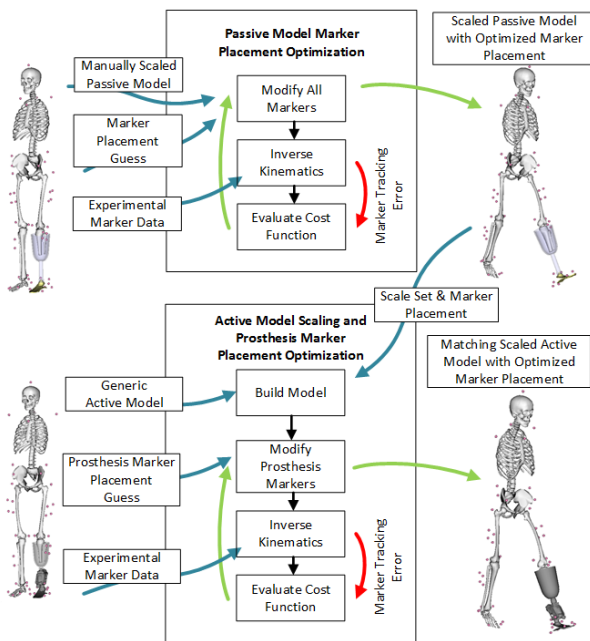 Passive Model Marker
Placement Optimization
Scaled Passive Model
with Optimized Marker
Placement
Manually Scaled
Passive Model
Modify All
Markers
Marker
Placement
Guess
Inverse
Kinematics
Marker Tracking
Error
Experimental
Marker Data
Evaluate Cost
Function
Scale Set & Marker
Placement
Active Model Scaling and
Prosthesis Marker
Placement Optimization
Matching Scaled Active
Model with Optimized
Marker Placement
Generic
Active Model
Build Model
Prosthesis Marker
Placement
Guess
Modify
Prosthesis
Markers
Inverse
Kinematics
Marker Tracking
Error
Experimental
Marker Data
Evaluate Cost
Function